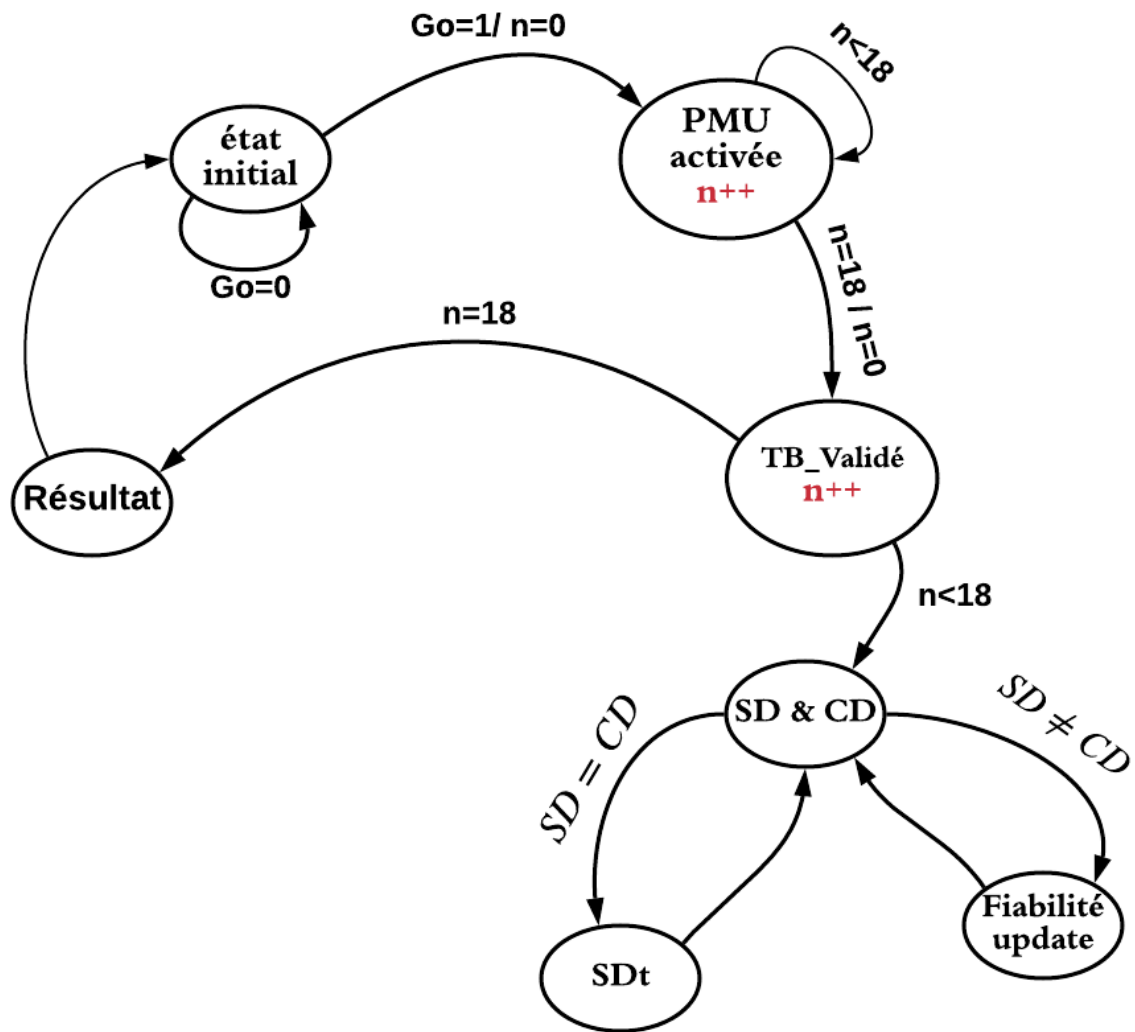 Go=1/ n=0
n<18
PMU
activée
n++
état
initial
Go=0
n=18 / n=0
n=18
TB_Validé
n++
Résultat
n<18
SD & CD
SD = CD
SD ≠ CD
Fiabilité
update
SDt